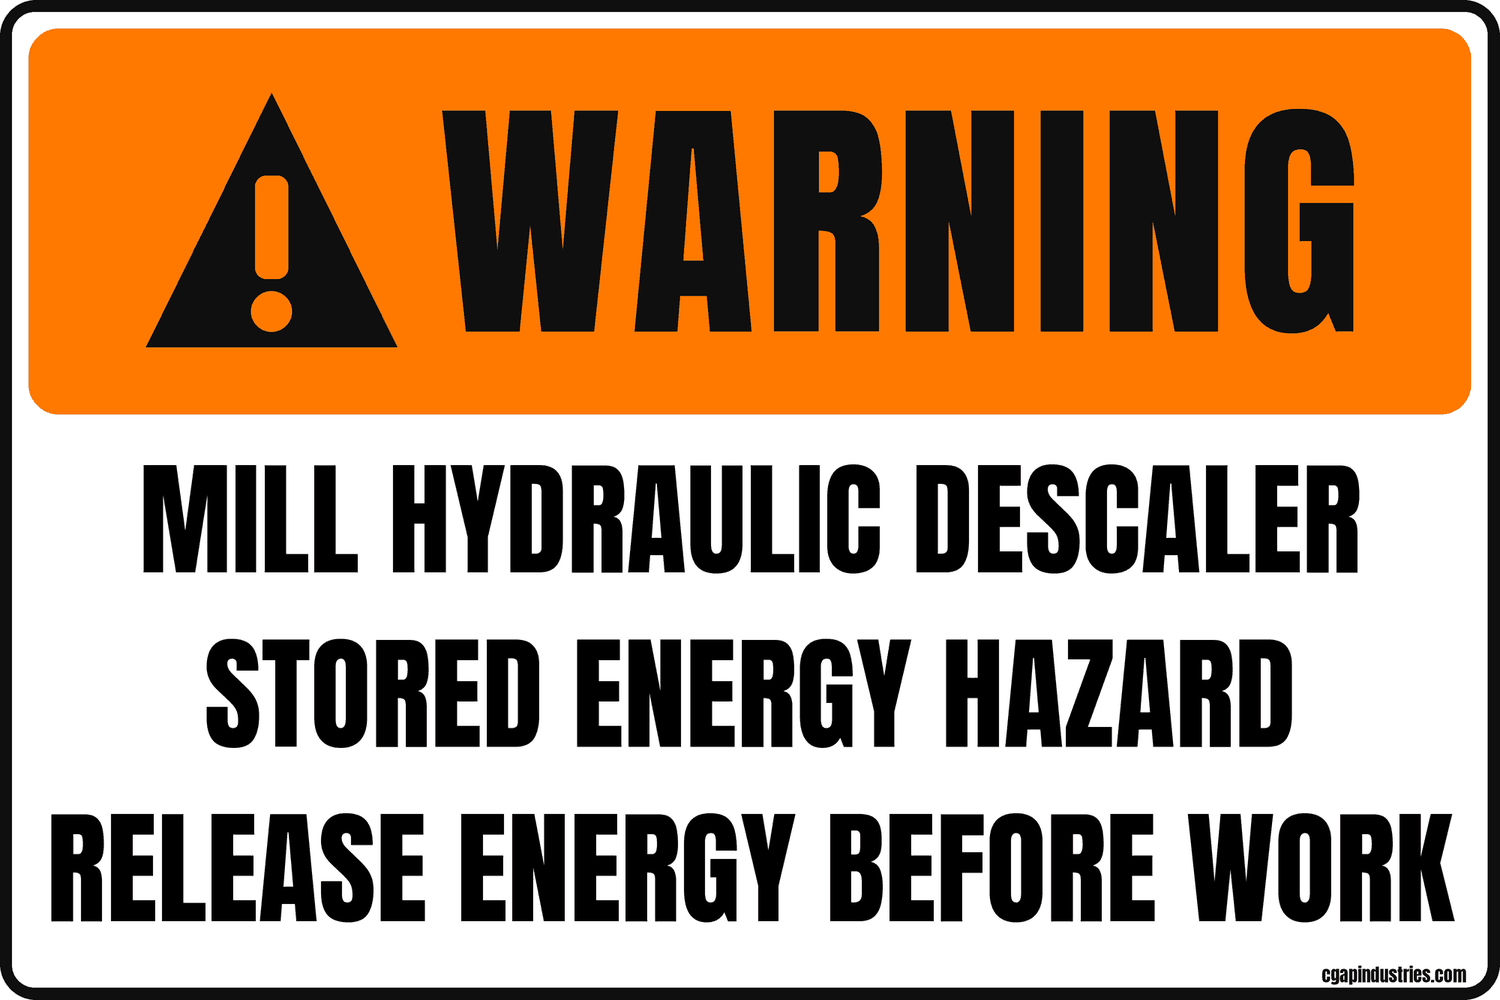 WARNING
MILL HYDRAULIC DESCALER
STORED ENERGY HAZARD
RELEASE ENERGY BEFORE WORK
cgapindustries.com